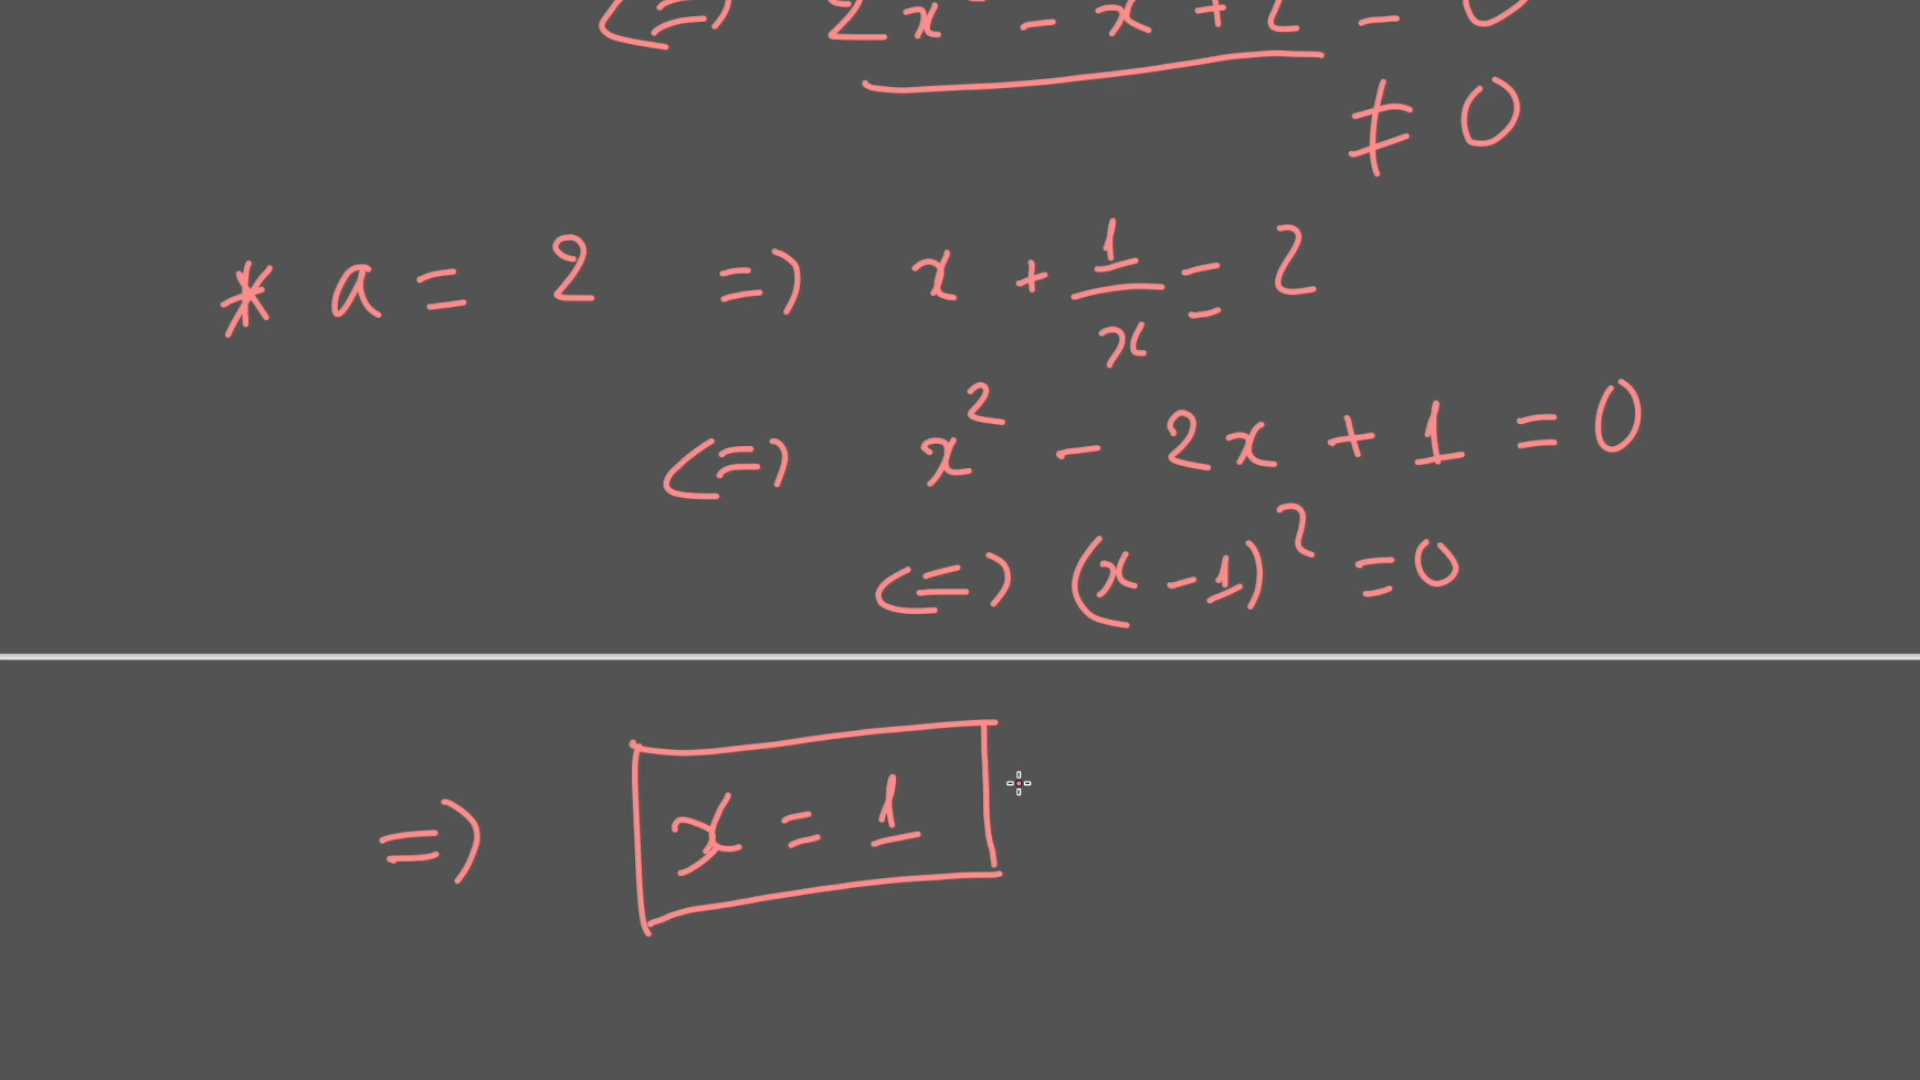 <=> 2x² - x + 2 = 0
≠ 0
* a = 2 => x + 1/x = 2
<=> x² - 2x + 1 = 0
<=> (x - 1)² = 0
=> x = 1